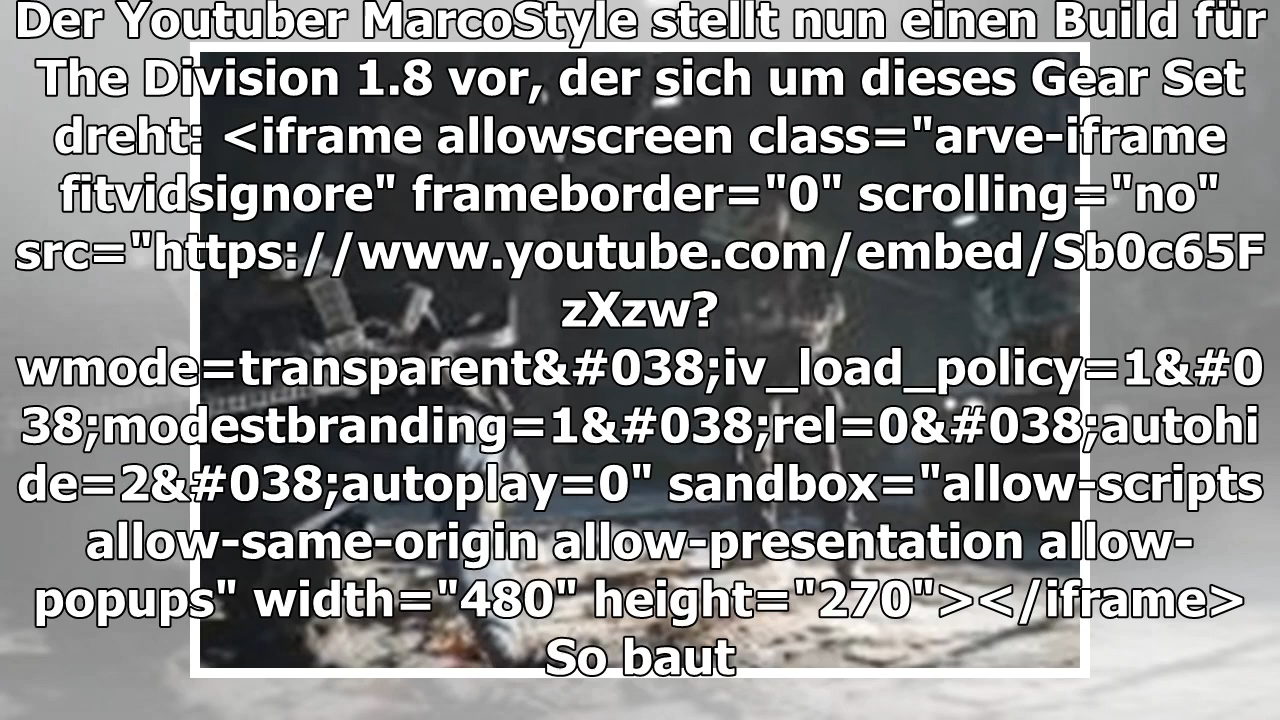 Der Youtuber MarcoStyle stellt nun einen Build für
The Division 1.8 vor, der sich um dieses Gear Set
dreht: <iframe allowscreen class="arve-iframe
fitvidsignore" frameborder="0" scrolling="no"
src="https://www.youtube.com/embed/Sb0c65F
zXzw?
wmode=transparent&#038;iv_load_policy=1&#0
38;modestbranding=1&#038;rel=0&#038;autohi
de=2&#038;autoplay=0" sandbox="allow-scripts
allow-same-origin allow-presentation allow-
popups" width="480" height="270"></iframe>
So baut